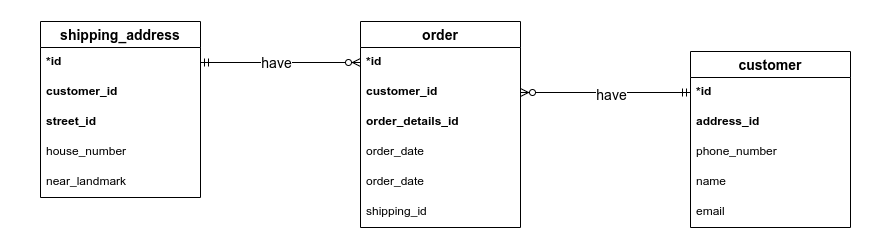 shipping_address
*id
customer_id
street_id
house_number
near_landmark
have
order
*id
customer_id
order_details_id
order_date
order_date
shipping_id
have
customer
*id
address_id
phone_number
name
email